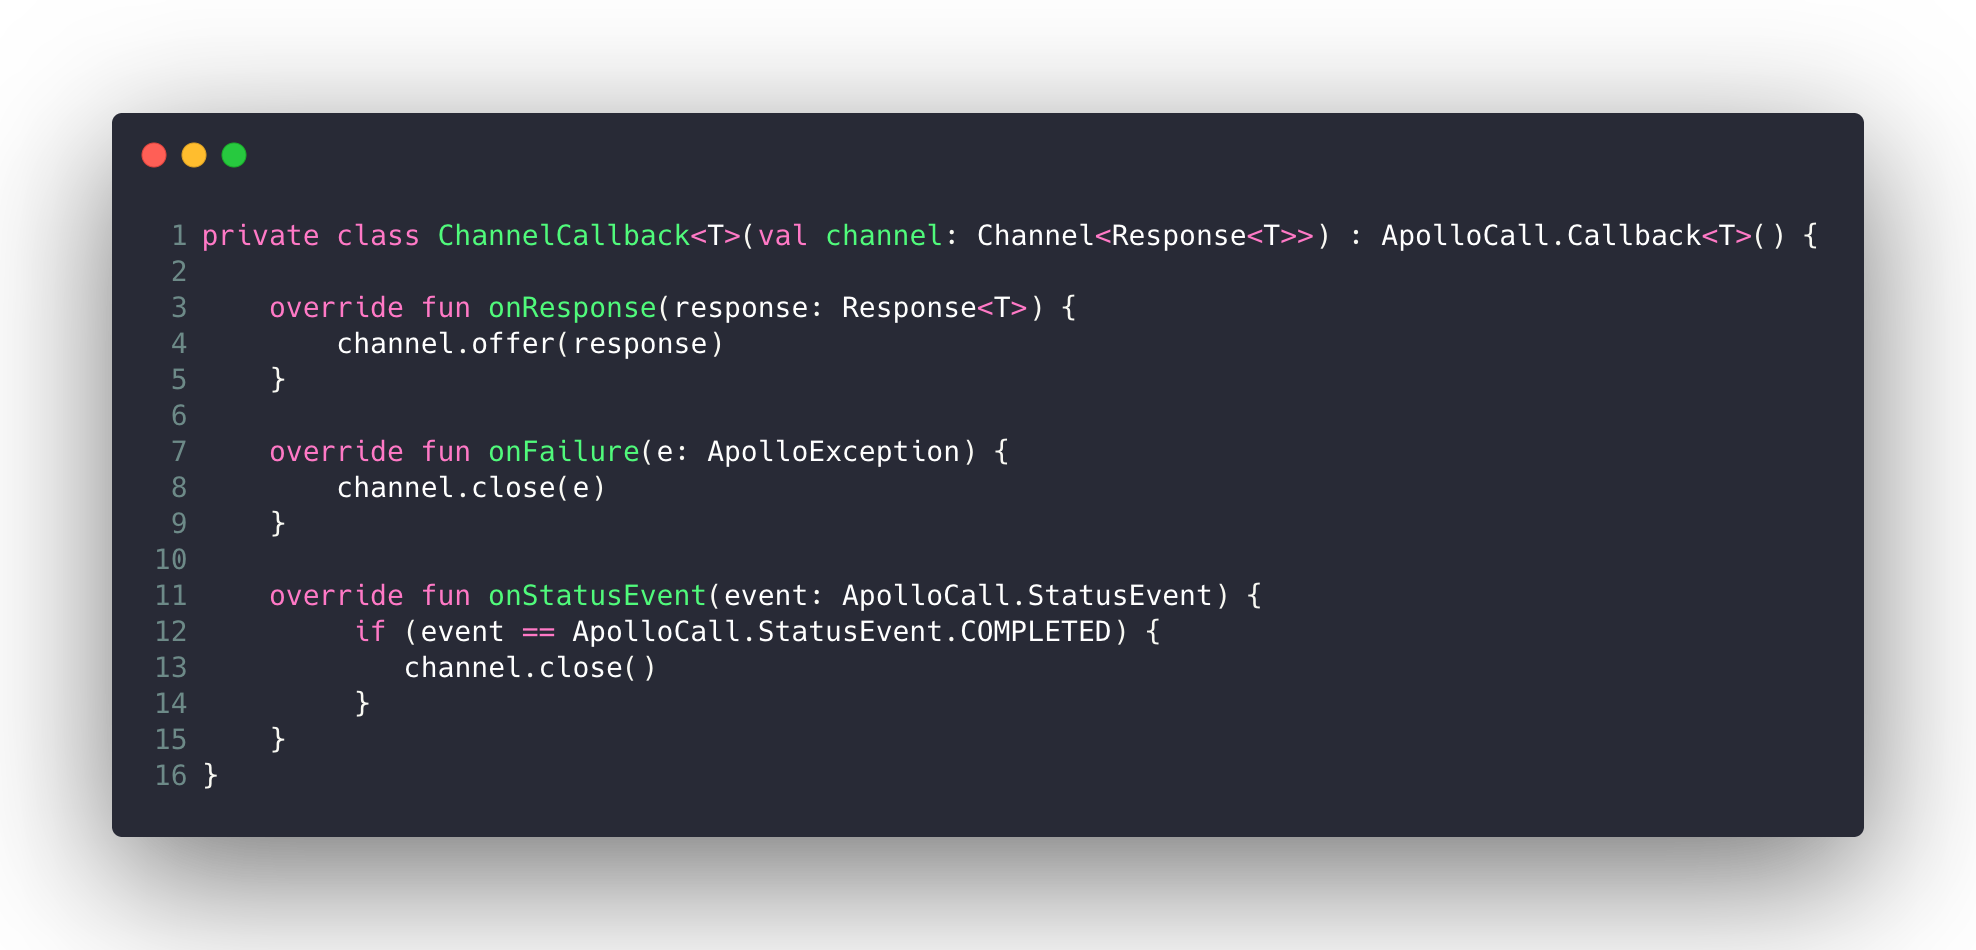 1 private class ChannelCallback<T>(val channel: Channel<Response<T>>) : ApolloCall.Callback<T>() {
2
3     override fun onResponse(response: Response<T>) {
4         channel.offer(response)
5     }
6
7     override fun onFailure(e: ApolloException) {
8         channel.close(e)
9     }
10
11     override fun onStatusEvent(event: ApolloCall.StatusEvent) {
12          if (event == ApolloCall.StatusEvent.COMPLETED) {
13             channel.close()
14          }
15     }
16 }